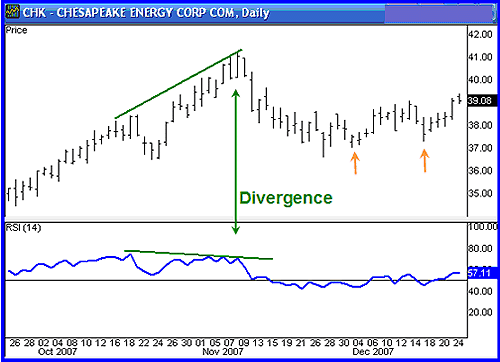 CHK - CHESAPEAKE ENERGY CORP COM, Daily
Price
42.00
41.00
40.00
39.08
38.00
37.00
36.00
35.00
Divergence
RSI (14)
100.00
80.00
57.11
40.00
20.00
26 28 02 04 08 10 12 16 18 22 24 26 30 01 05 07 09 13 15 19 21 26 28 30 04 06 10 12 14 18 20 24
Oct 2007 Nov 2007 Dec 2007